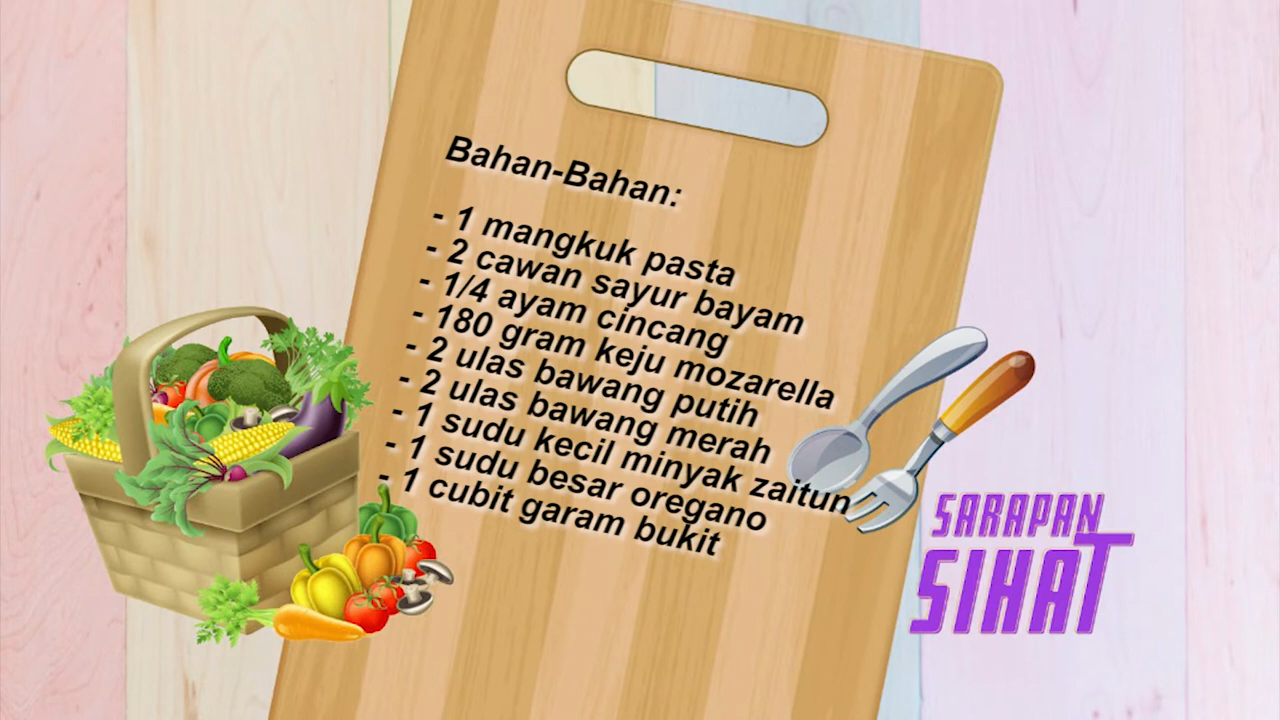 Bahan-Bahan:
- 1 mangkuk pasta
- 2 cawan sayur bayam
- 1/4 ayam cincang
- 180 gram keju mozarella
- 2 ulas bawang putih
- 2 ulas bawang merah
- 1 sudu kecil minyak zaitun
- 1 sudu besar oregano
- 1 cubit garam bukit
SARAPAN
SIHAT